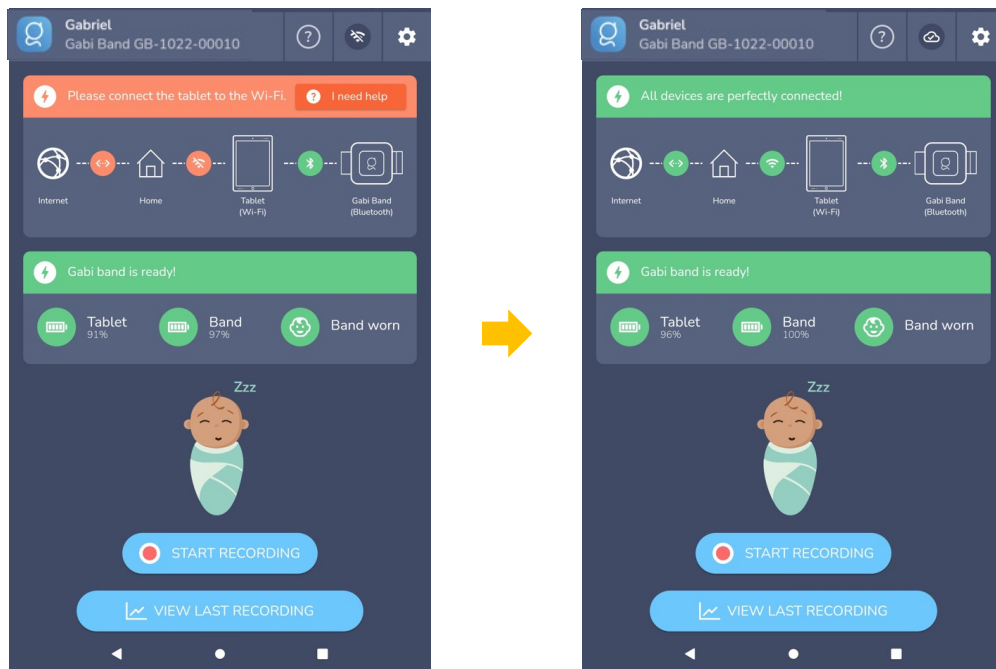 Gabriel
Gabi Band GB-1022-00010
?
Please connect the tablet to the Wi-Fi.
? I need help
Internet
Home
Tablet
(Wi-Fi)
Gabi Band
(Bluetooth)
Gabi band is ready!
Tablet
91%
Band
97%
Band worn
Zzz
START RECORDING
VIEW LAST RECORDING
Gabriel
Gabi Band GB-1022-00010
?
All devices are perfectly connected!
Internet
Home
Tablet
(Wi-Fi)
Gabi Band
(Bluetooth)
Gabi band is ready!
Tablet
96%
Band
100%
Band worn
Zzz
START RECORDING
VIEW LAST RECORDING